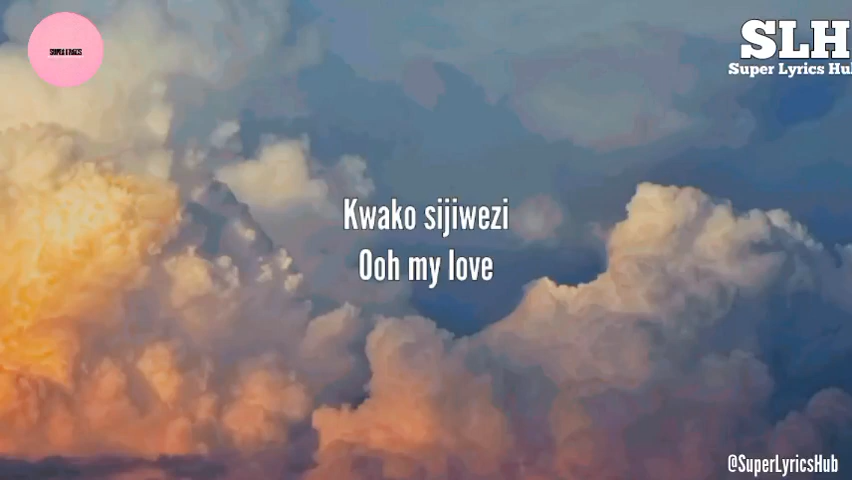 SLH
Super Lyrics Hub
Kwako sijiwezi
Ooh my love
@SuperLyricsHub